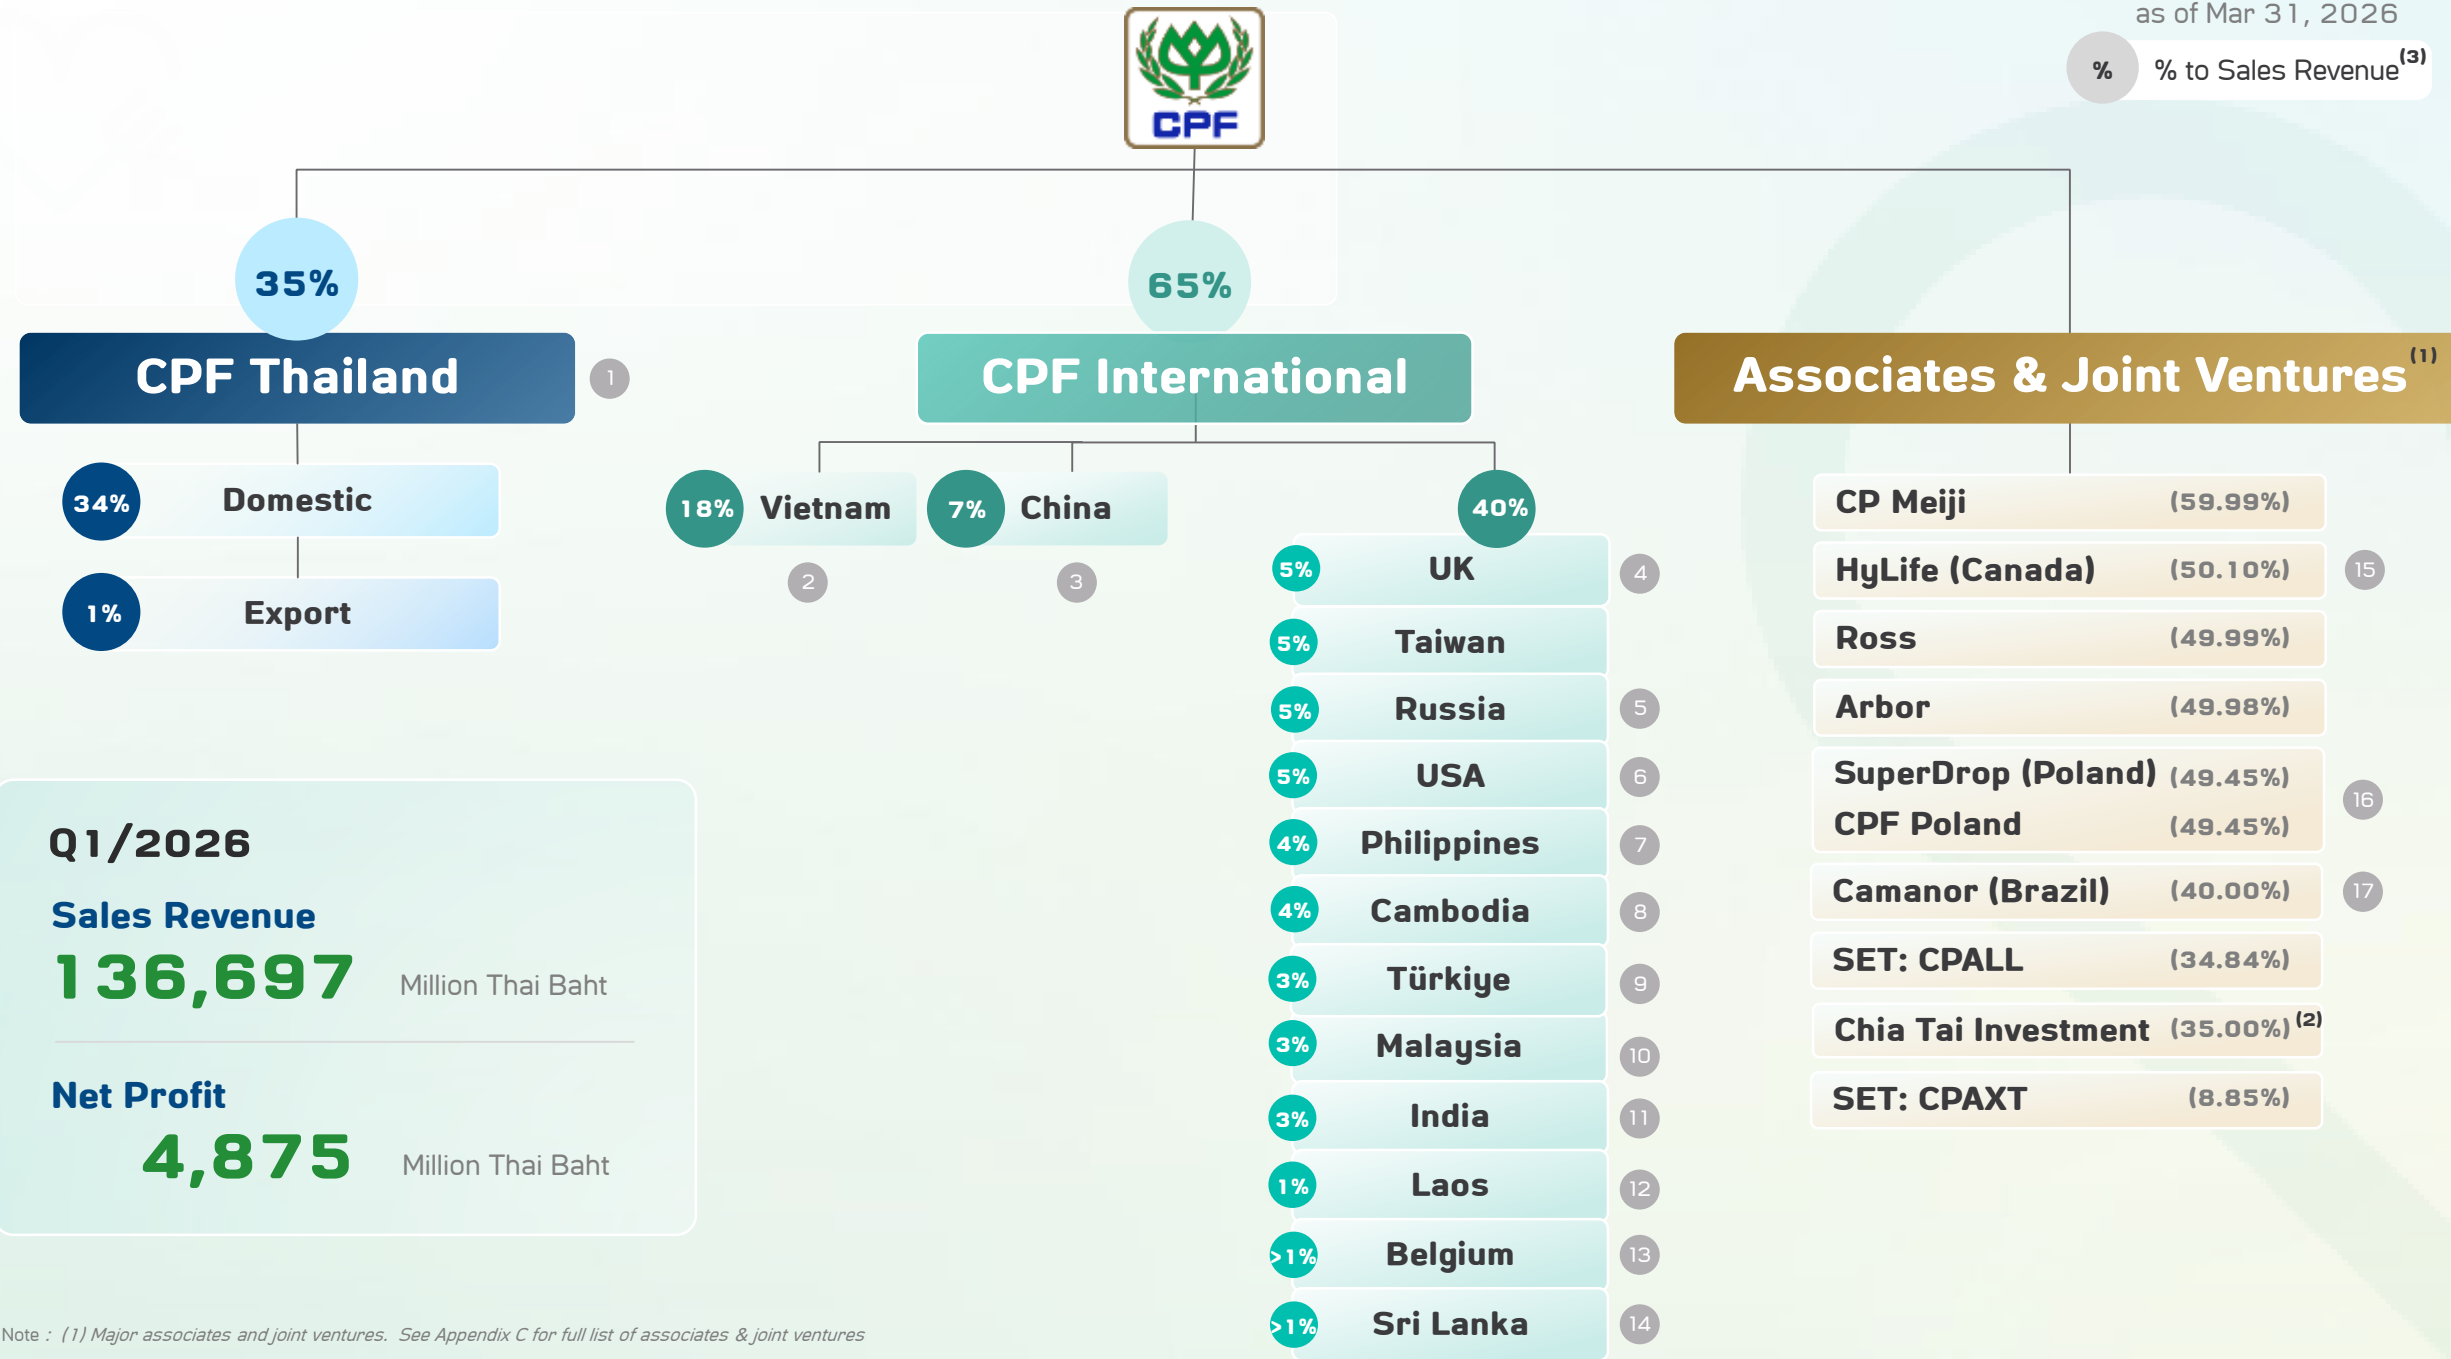 as of Mar 31, 2026
% % to Sales Revenue(3)
CPF
35%
65%
CPF Thailand 1
CPF International
Associates & Joint Ventures(1)
34% Domestic
1% Export
18% Vietnam
2
7% China
3
40%
5% UK 4
5% Taiwan
5% Russia 5
5% USA 6
4% Philippines 7
4% Cambodia 8
3% Türkiye 9
3% Malaysia 10
3% India 11
1% Laos 12
>1% Belgium 13
>1% Sri Lanka 14
CP Meiji (59.99%)
HyLife (Canada) (50.10%) 15
Ross (49.99%)
Arbor (49.98%)
SuperDrop (Poland) (49.45%)
CPF Poland (49.45%)
16
Camanor (Brazil) (40.00%) 17
SET: CPALL (34.84%)
Chia Tai Investment (35.00%)(2)
SET: CPAXT (8.85%)
Q1/2026
Sales Revenue
136,697 Million Thai Baht
Net Profit
4,875 Million Thai Baht
Note : (1) Major associates and joint ventures. See Appendix C for full list of associates & joint ventures